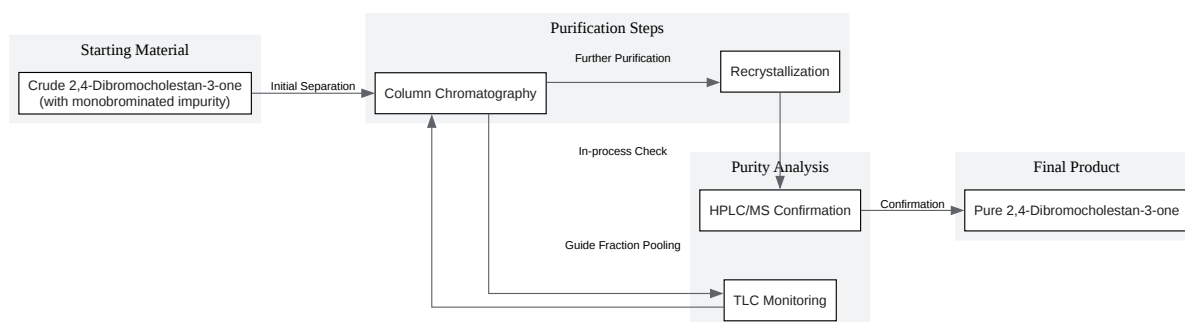 Purification Steps
Starting Material
Further Purification
Crude 2,4-Dibromocholestan-3-one
(with monobrominated impurity)
Initial Separation
Column Chromatography
Recrystallization
In-process Check
Purity Analysis
Final Product
HPLC/MS Confirmation
Confirmation
Pure 2,4-Dibromocholestan-3-one
Guide Fraction Pooling
TLC Monitoring